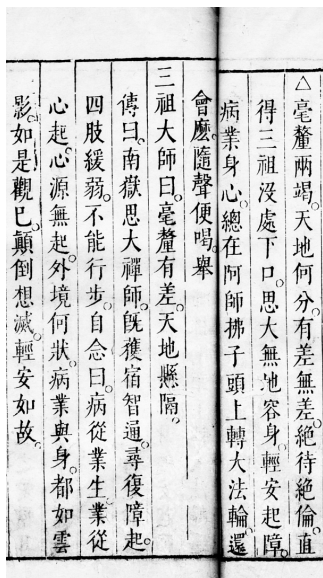 △毫釐兩竭。天地何分。有差無差。絶待絶倫。直
得三祖沒處下口。思大無地容身。輕安起障。
病業身心。總在阿師拂子頭上轉大法輪。還
會麽。隨聲便喝。舉
三祖大師曰。毫釐有差。天地懸隔。
傳曰。南嶽思大禪師。旣獲宿智通。尋復障起。
四肢緩弱。不能行步。自念曰。病從業生。業從
心起。心源無起。外境何狀。病業與身。都如雲
影。如是觀已。顚倒想滅。輕安如故。